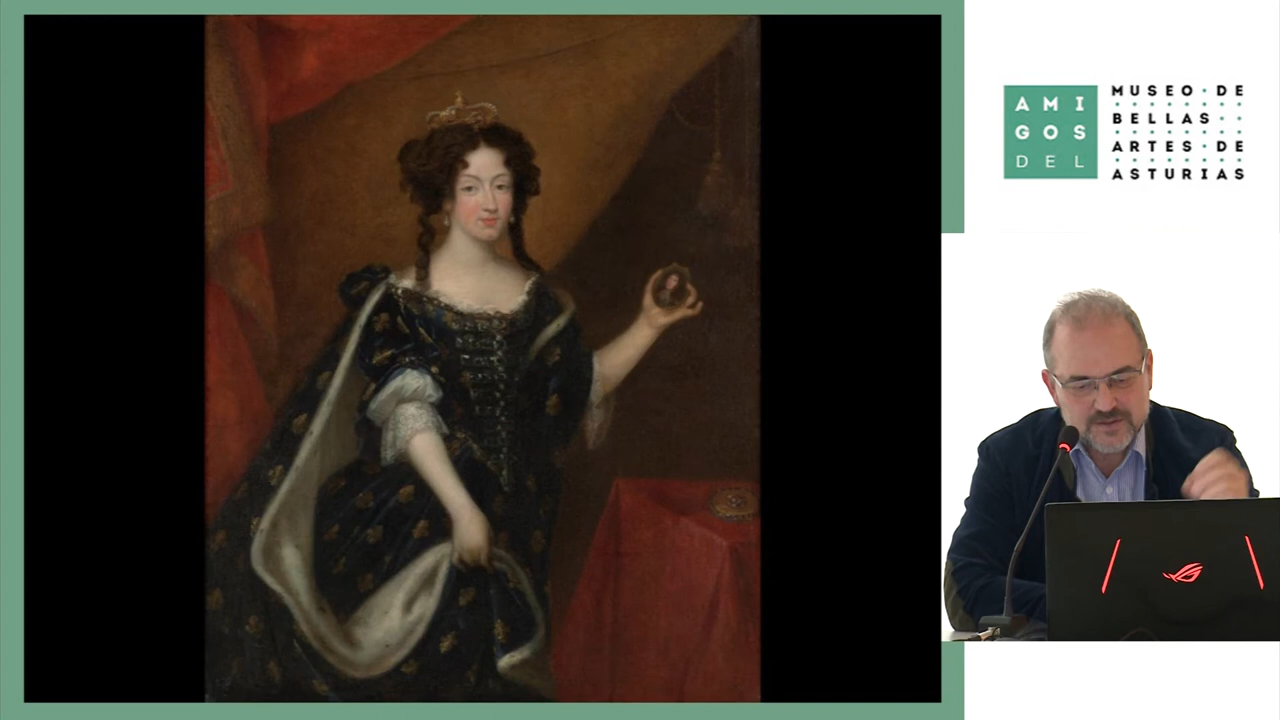 AMI
GOS
DEL
MUSEO·DE
BELLAS
ARTES·DE
ASTURIAS